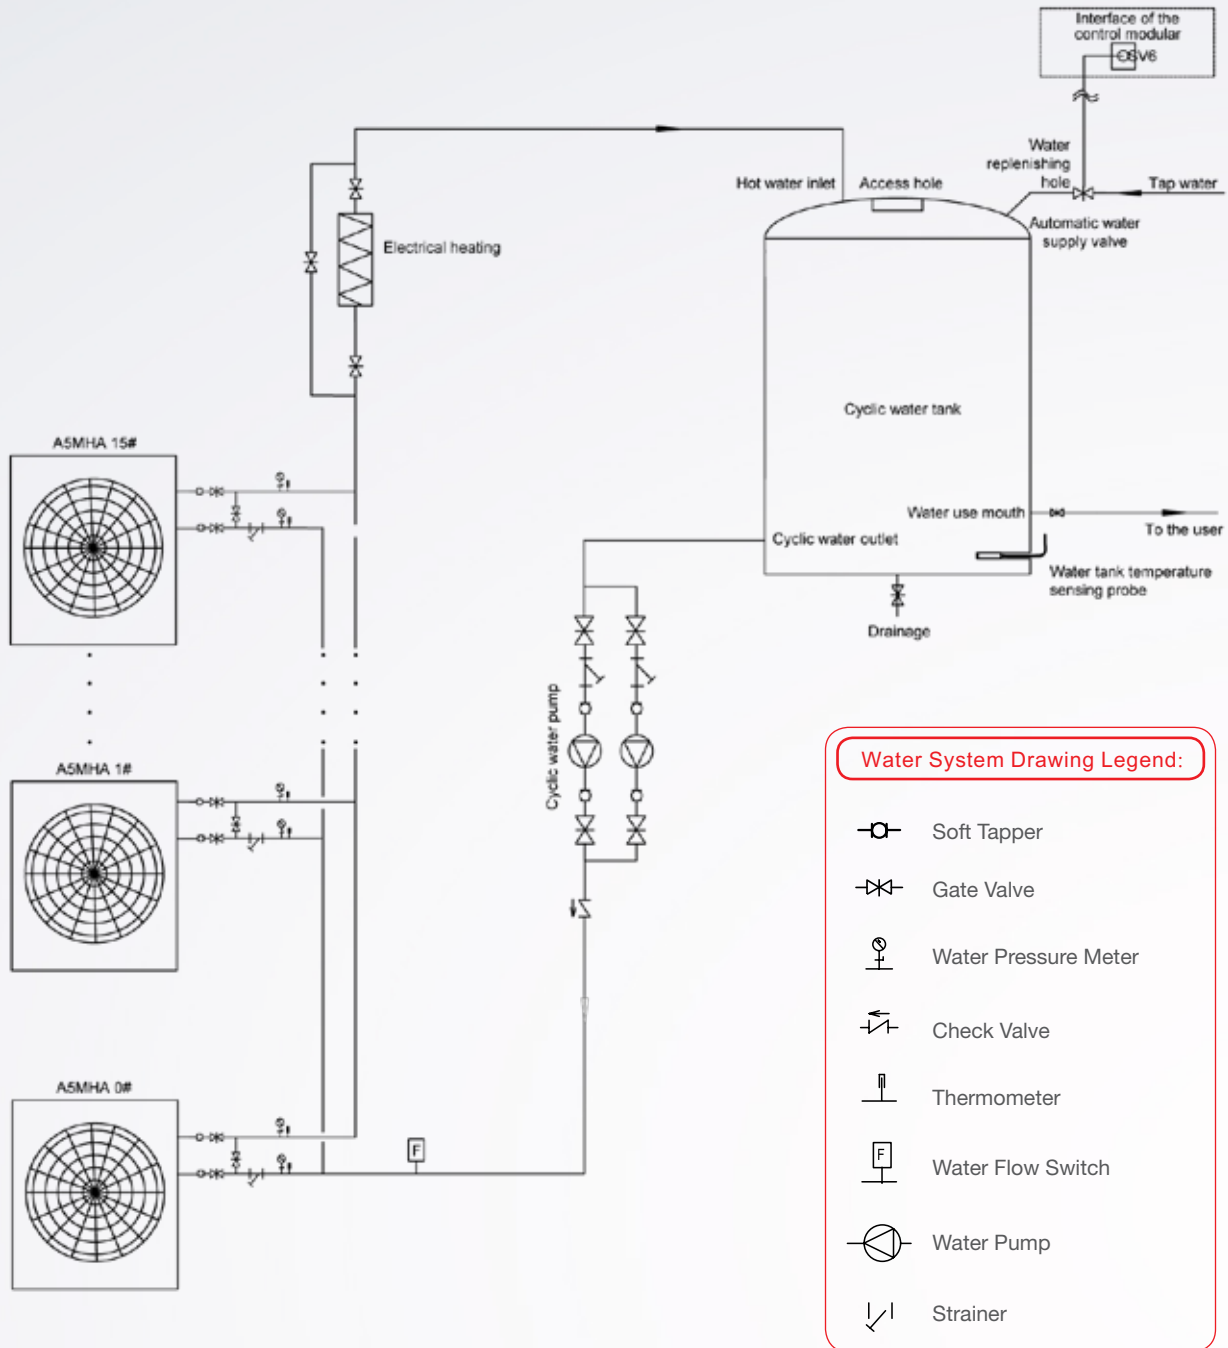 Interface of the
control modular
SV6
Water
replenishing
hole
Tap water
Hot water inlet
Access hole
Automatic water
supply valve
Electrical heating
Cyclic water tank
A5MHA 15#
Water use mouth
To the user
Cyclic water outlet
Water tank temperature
sensing probe
Drainage
Cyclic water pump
A5MHA 1#
A5MHA 0#
F
Water System Drawing Legend:
Soft Tapper
Gate Valve
Water Pressure Meter
Check Valve
Thermometer
F
Water Flow Switch
Water Pump
Strainer